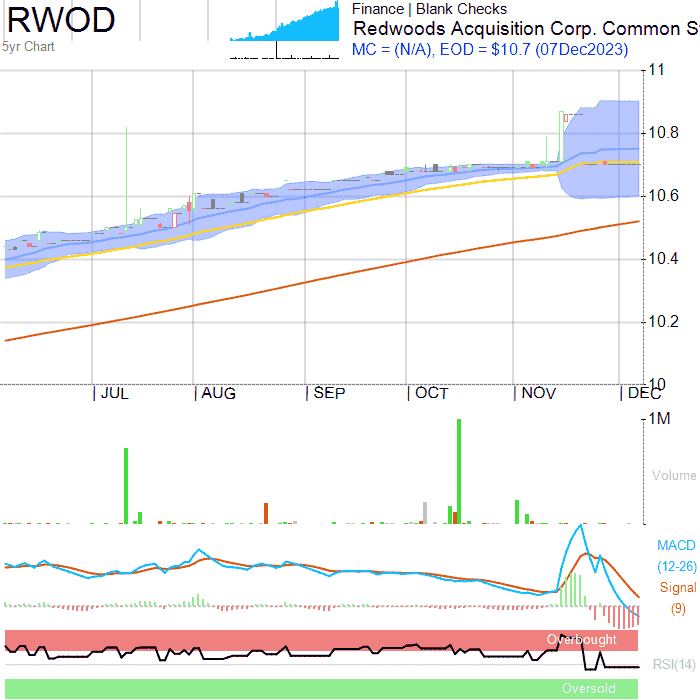 RWOD
Finance | Blank Checks
Redwoods Acquisition Corp. Common S
5yr Chart
MC = (N/A), EOD = $10.7 (07Dec2023)
11
10.8
10.6
10.4
10.2
10
JUL AUG SEP OCT NOV DEC
1M
Volume
MACD
(12-26)
Signal
(9)
Overbought
RSI(14)
Oversold